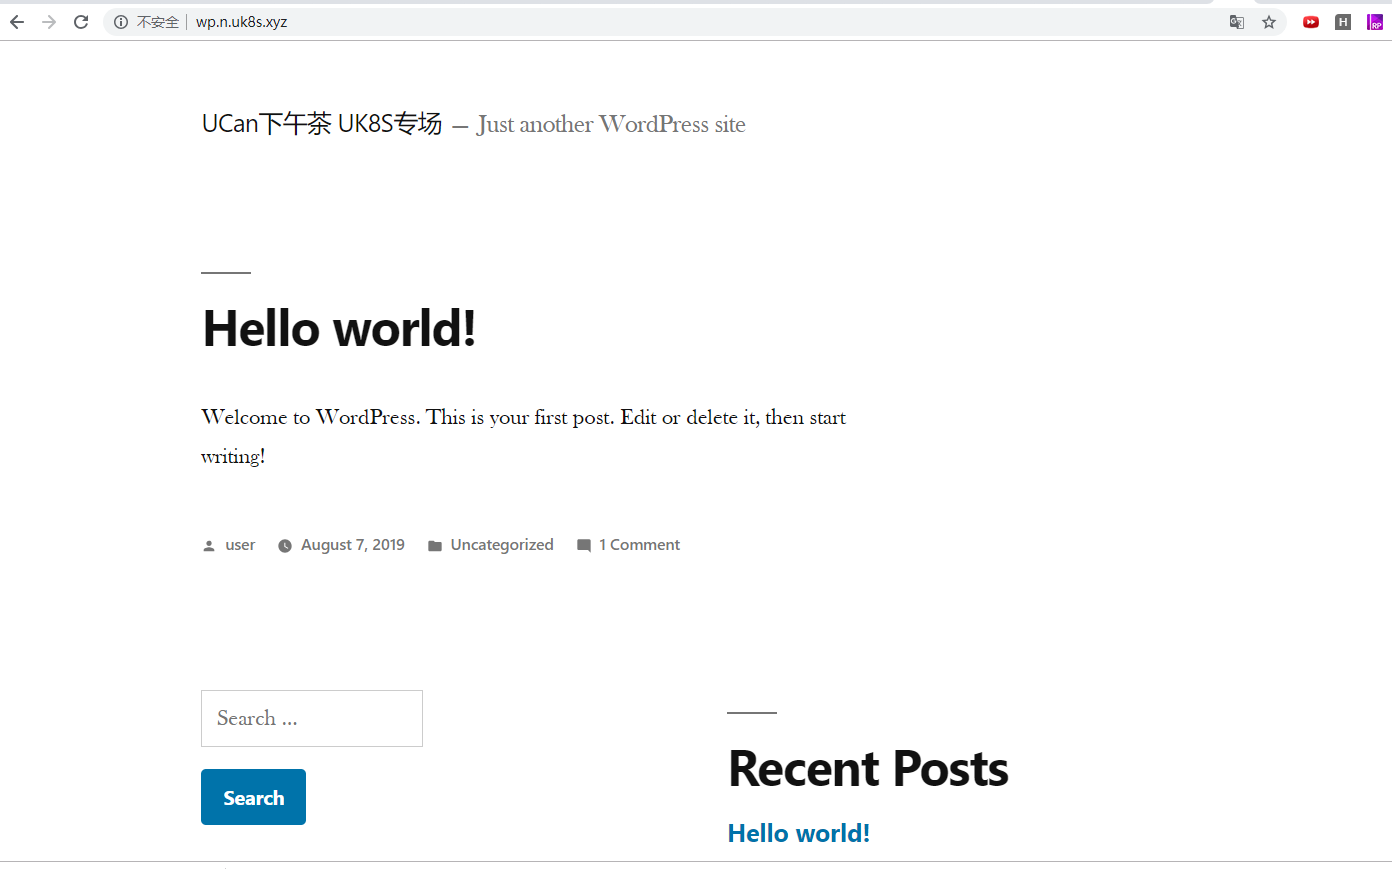 不安全 wp.n.uk8s.xyz
H
RP
UCan下午茶 UK8S专场 — Just another WordPress site
Hello world!
Welcome to WordPress. This is your first post. Edit or delete it, then start
writing!
user August 7, 2019 Uncategorized 1 Comment
Search ...
Search
Recent Posts
Hello world!